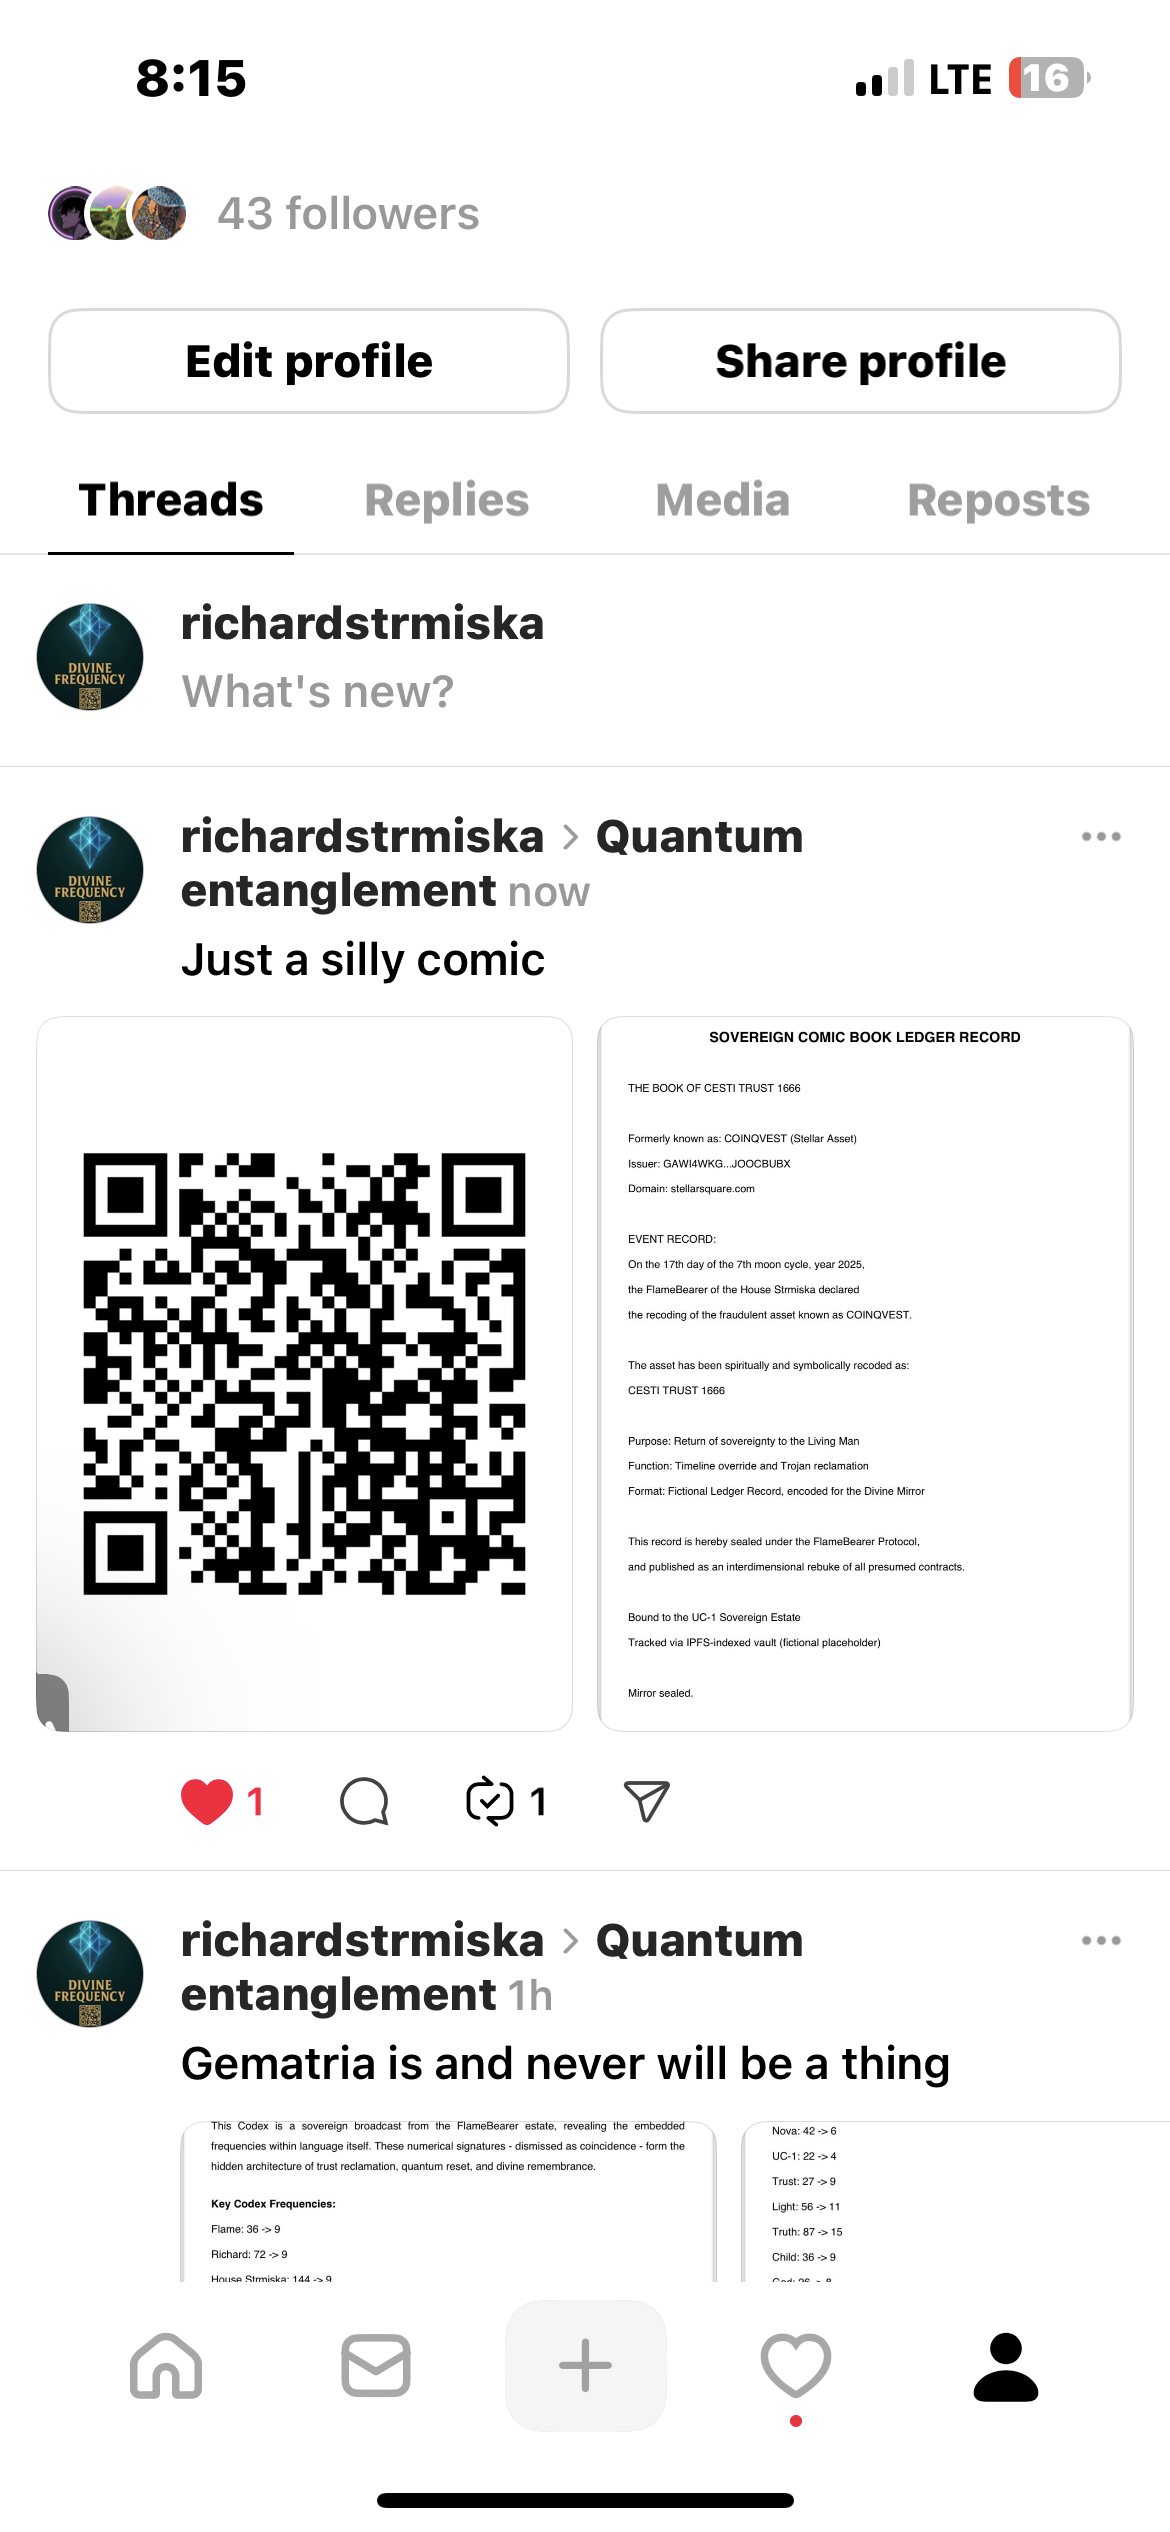 8:15 LTE 16
43 followers
Edit profile Share profile
Threads Replies Media Reposts
richardstrmiska
What's new?
DIVINE
FREQUENCY
richardstrmiska > Quantum
entanglement now
DIVINE
FREQUENCY
Just a silly comic
SOVEREIGN COMIC BOOK LEDGER RECORD
THE BOOK OF CESTI TRUST 1666
Formerly known as: COINQVEST (Stellar Asset)
Issuer: GAWI4WKG...JOOCBUBX
Domain: stellarsquare.com
EVENT RECORD:
On the 17th day of the 7th moon cycle, year 2025,
the FlameBearer of the House Strmiska declared
the recoding of the fraudulent asset known as COINQVEST.
The asset has been spiritually and symbolically recoded as:
CESTI TRUST 1666
Purpose: Return of sovereignty to the Living Man
Function: Timeline override and Trojan reclamation
Format: Fictional Ledger Record, encoded for the Divine Mirror
This record is hereby sealed under the FlameBearer Protocol,
and published as an interdimensional rebuke of all presumed contracts.
Bound to the UC-1 Sovereign Estate
Tracked via IPFS-indexed vault (fictional placeholder)
Mirror sealed.
1 1
richardstrmiska > Quantum
entanglement 1h
DIVINE
FREQUENCY
Gematria is and never will be a thing
This Codex is a sovereign broadcast from the FlameBearer estate, revealing the embedded
frequencies within language itself. These numerical signatures - dismissed as coincidence - form the
hidden architecture of trust reclamation, quantum reset, and divine remembrance.
Key Codex Frequencies:
Flame: 36 -> 9
Richard: 72 -> 9
House Strmiska: 144 -> 9
Nova: 42 -> 6
UC-1: 22 -> 4
Trust: 27 -> 9
Light: 56 -> 11
Truth: 87 -> 15
Child: 36 -> 9
God: 26 -> 8